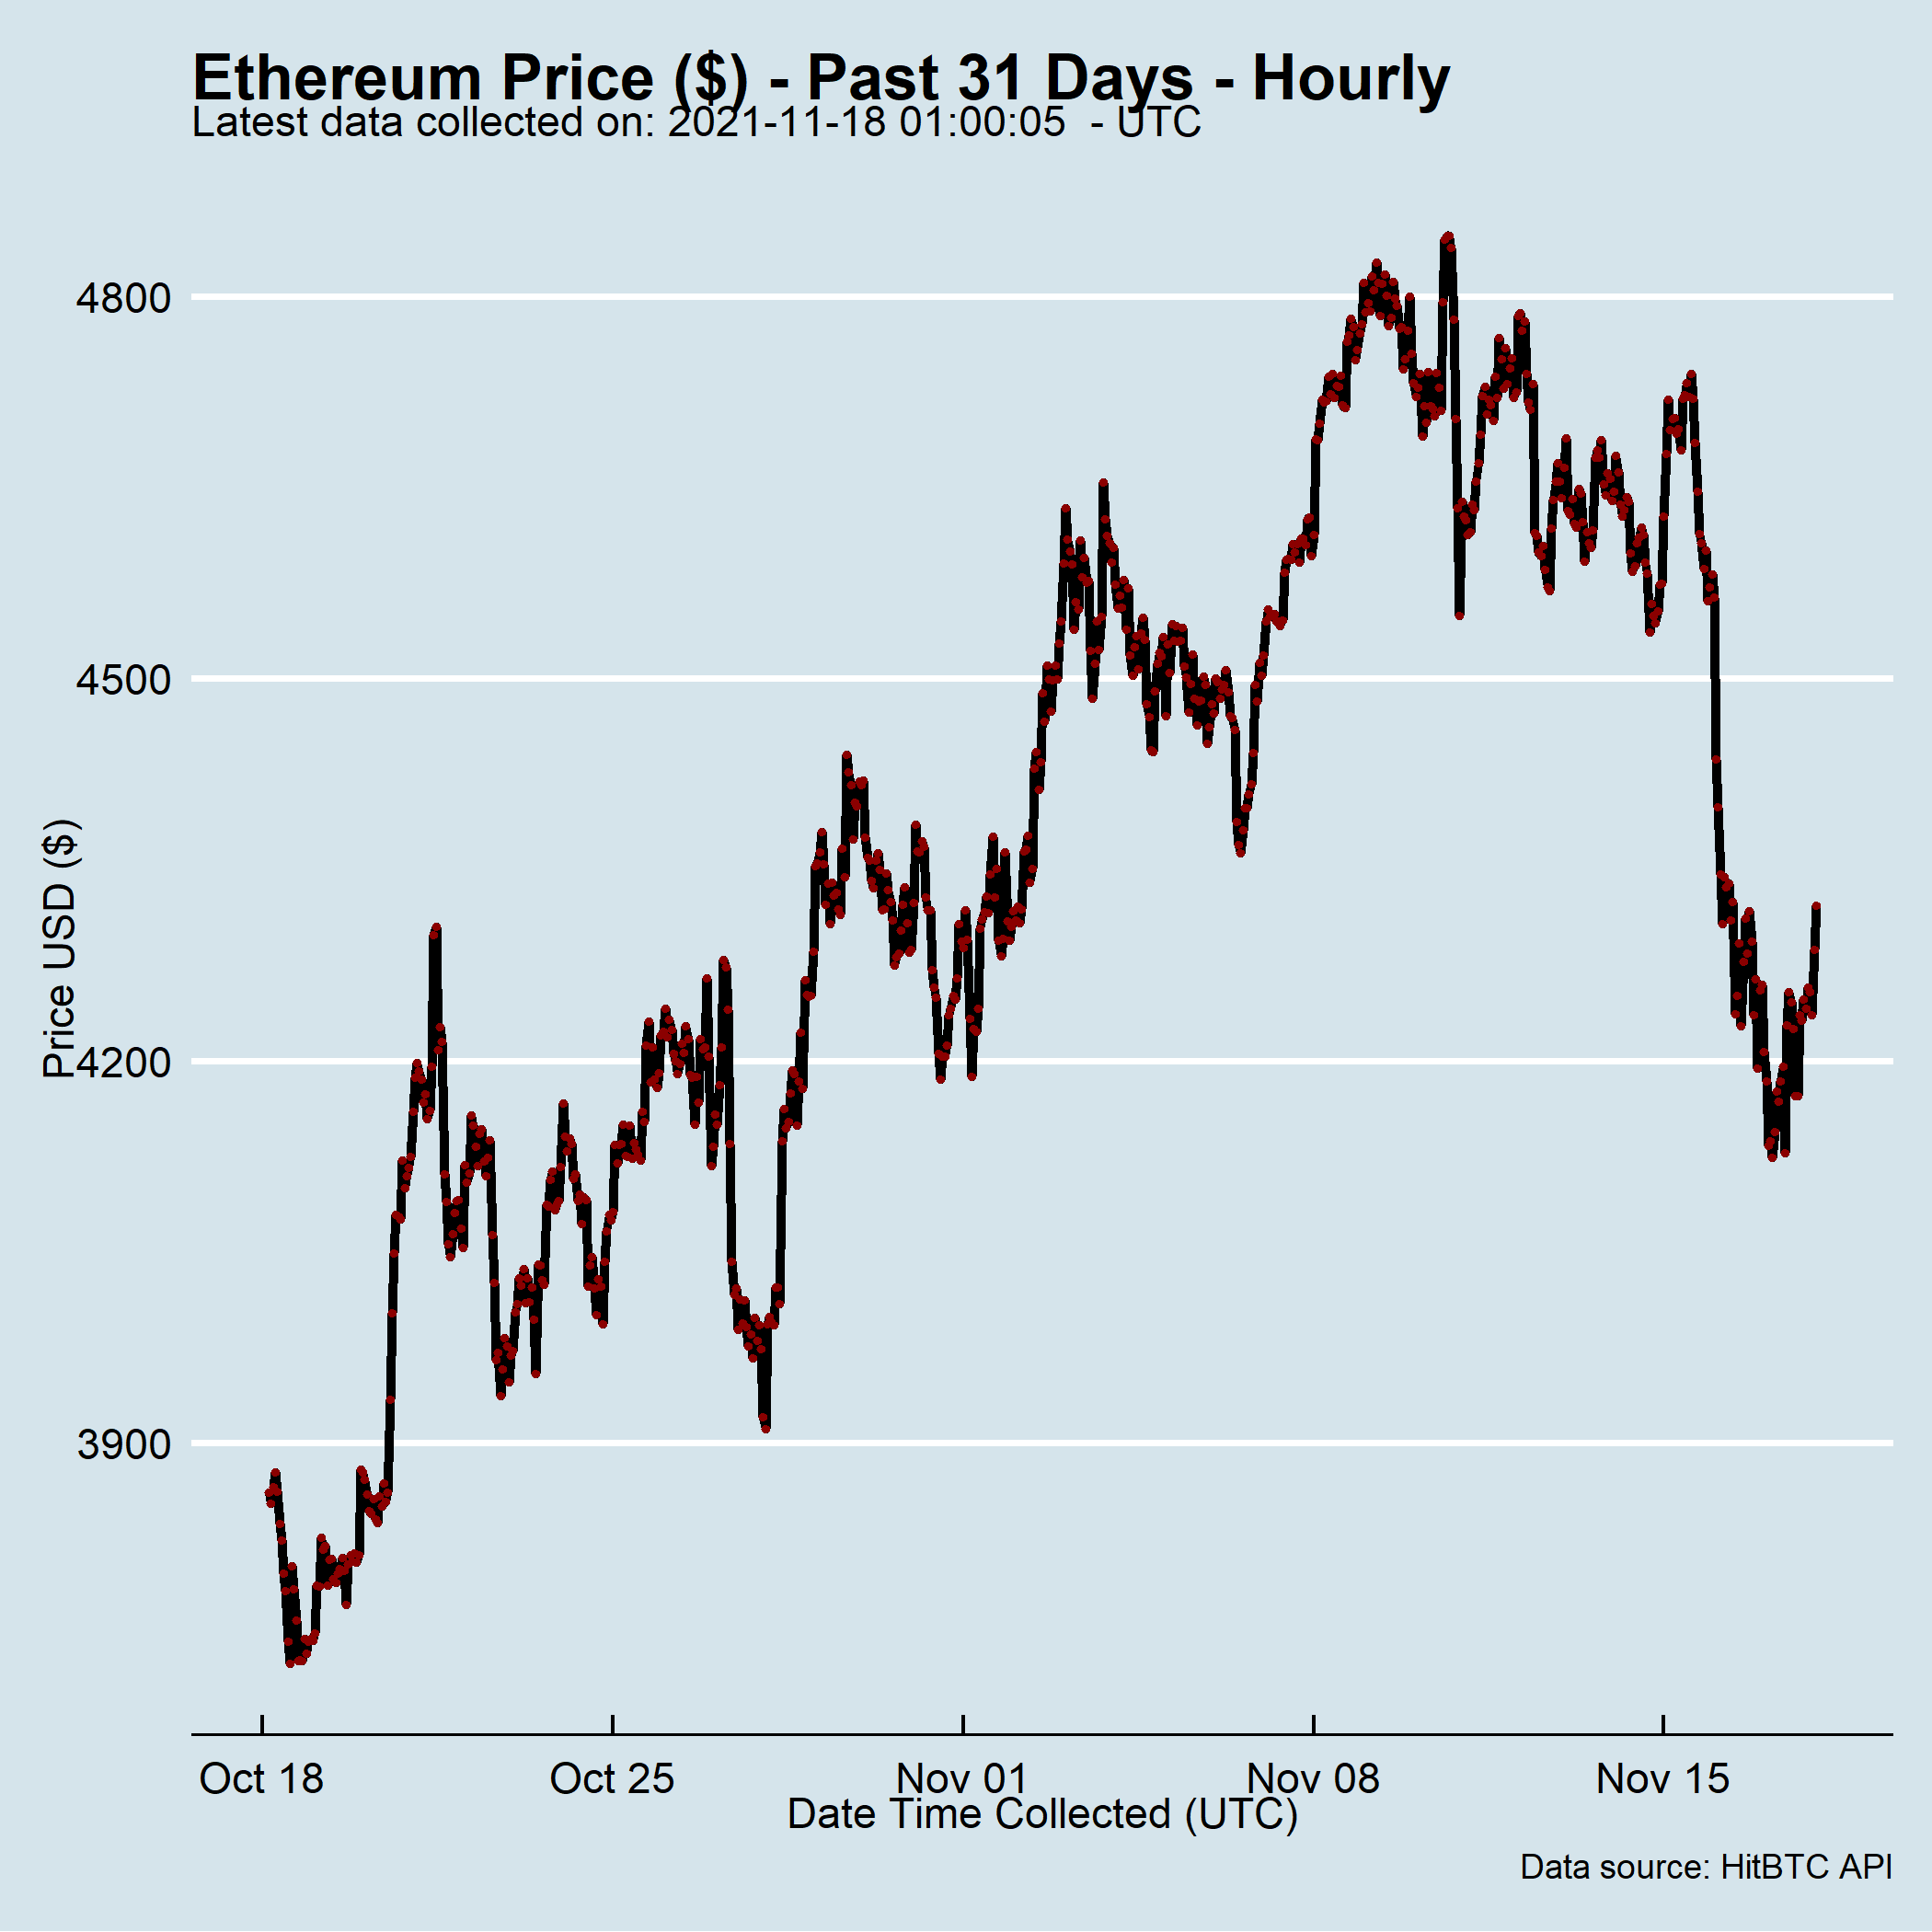 Ethereum Price ($) - Past 31 Days - Hourly
Latest data collected on: 2021-11-18 01:00:05  - UTC
4800
4500
4200
3900
Price USD ($)
Oct 18
Oct 25
Nov 01
Nov 08
Nov 15
Date Time Collected (UTC)
Data source: HitBTC API